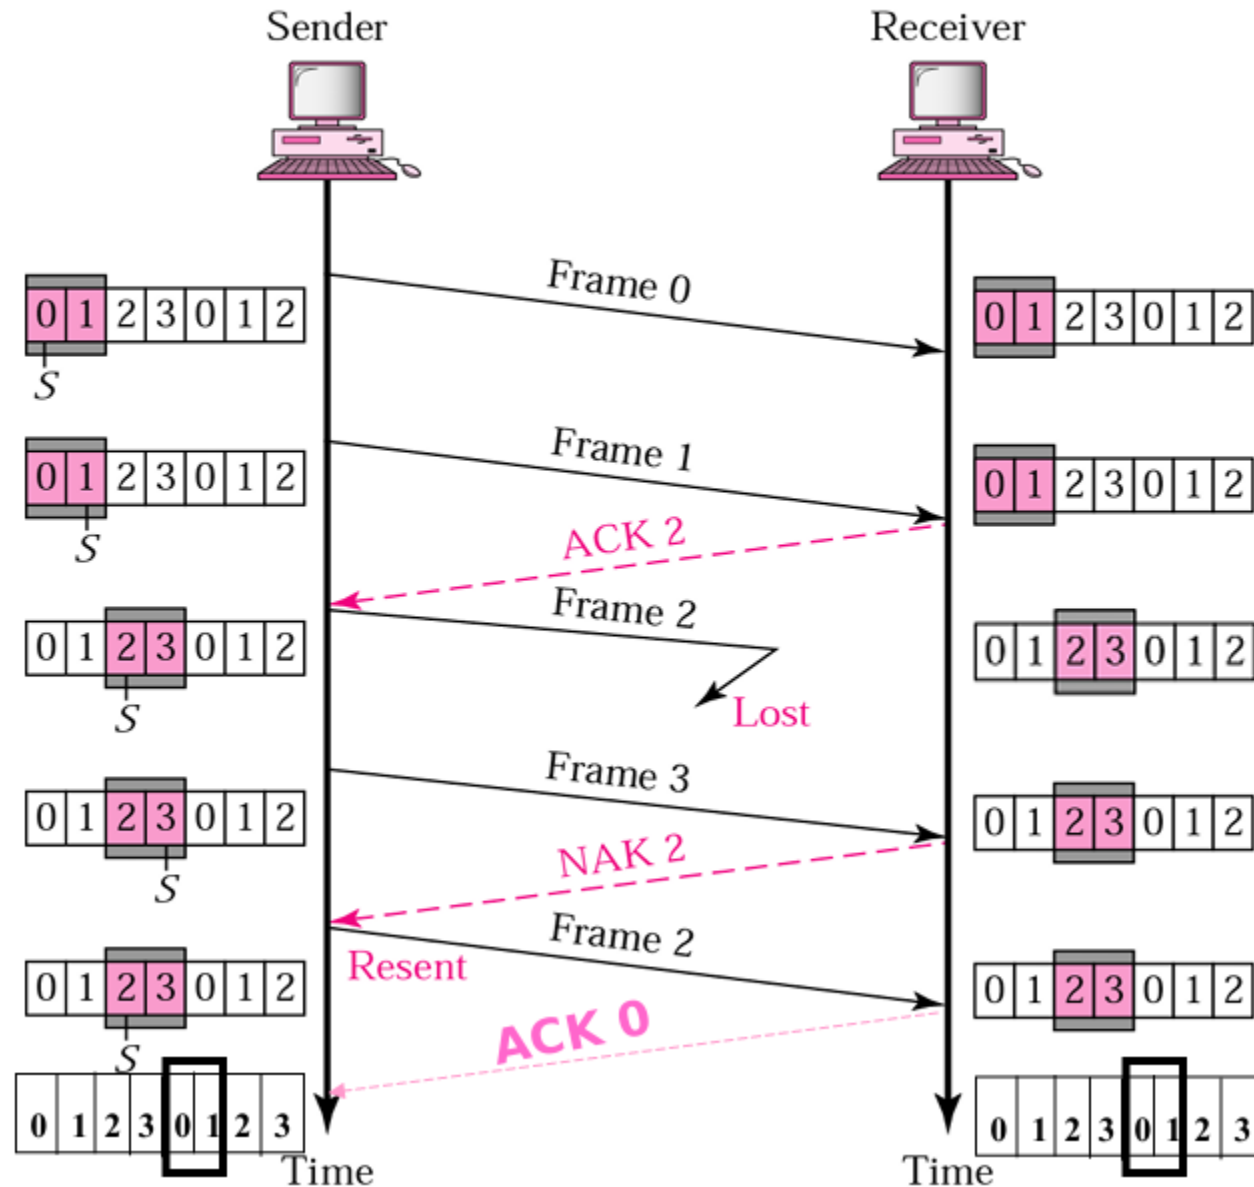 Sender Receiver
Frame 0
0 1 2 3 0 1 2
0 1 2 3 0 1 2
S
Frame 1
0 1 2 3 0 1 2
0 1 2 3 0 1 2
S
ACK 2
Frame 2
0 1 2 3 0 1 2
0 1 2 3 0 1 2
S
Lost
Frame 3
0 1 2 3 0 1 2
0 1 2 3 0 1 2
S
NAK 2
Frame 2
Resent
0 1 2 3 0 1 2
0 1 2 3 0 1 2
S
ACK 0
0 1 2 3 0 1 2 3
0 1 2 3 0 1 2 3
Time Time